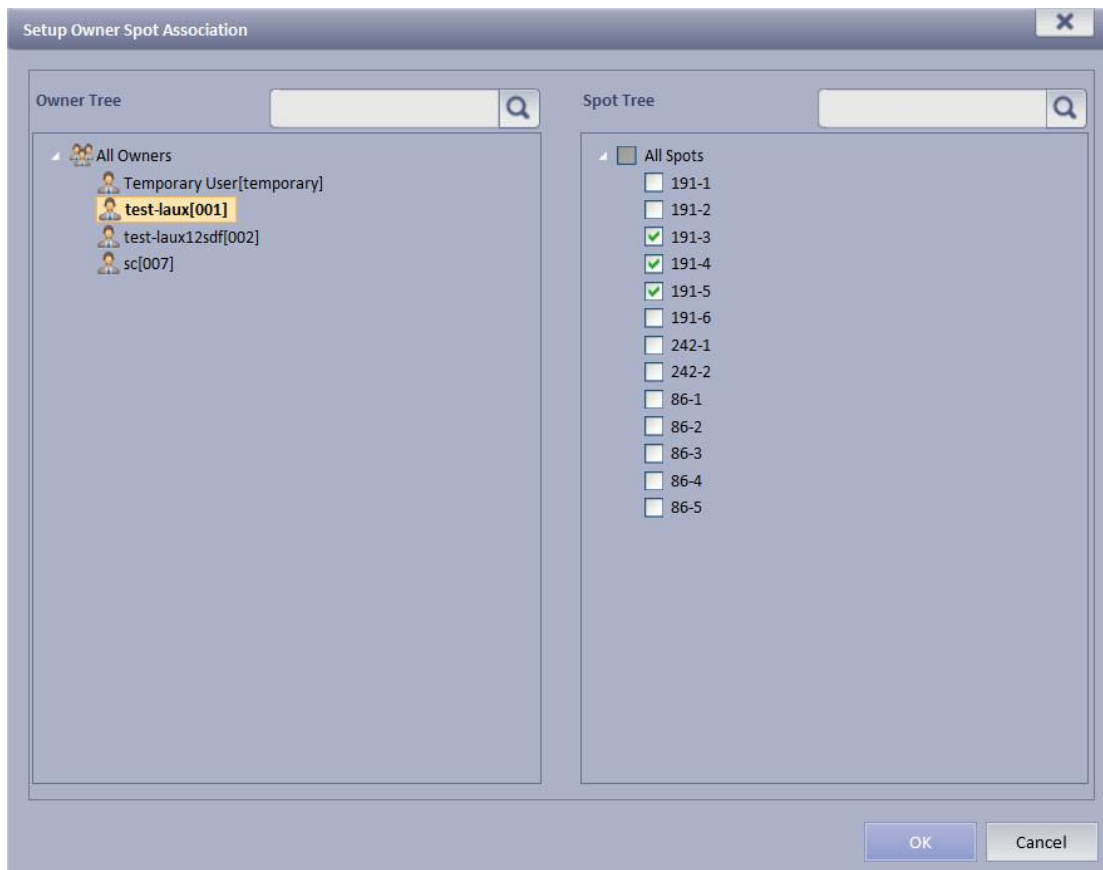 Setup Owner Spot Association
Owner Tree
All Owners
Temporary User[temporary]
test-laux[001]
test-laux12sdf[002]
sc[007]
Spot Tree
All Spots
191-1
191-2
191-3
191-4
191-5
191-6
242-1
242-2
86-1
86-2
86-3
86-4
86-5
OK
Cancel